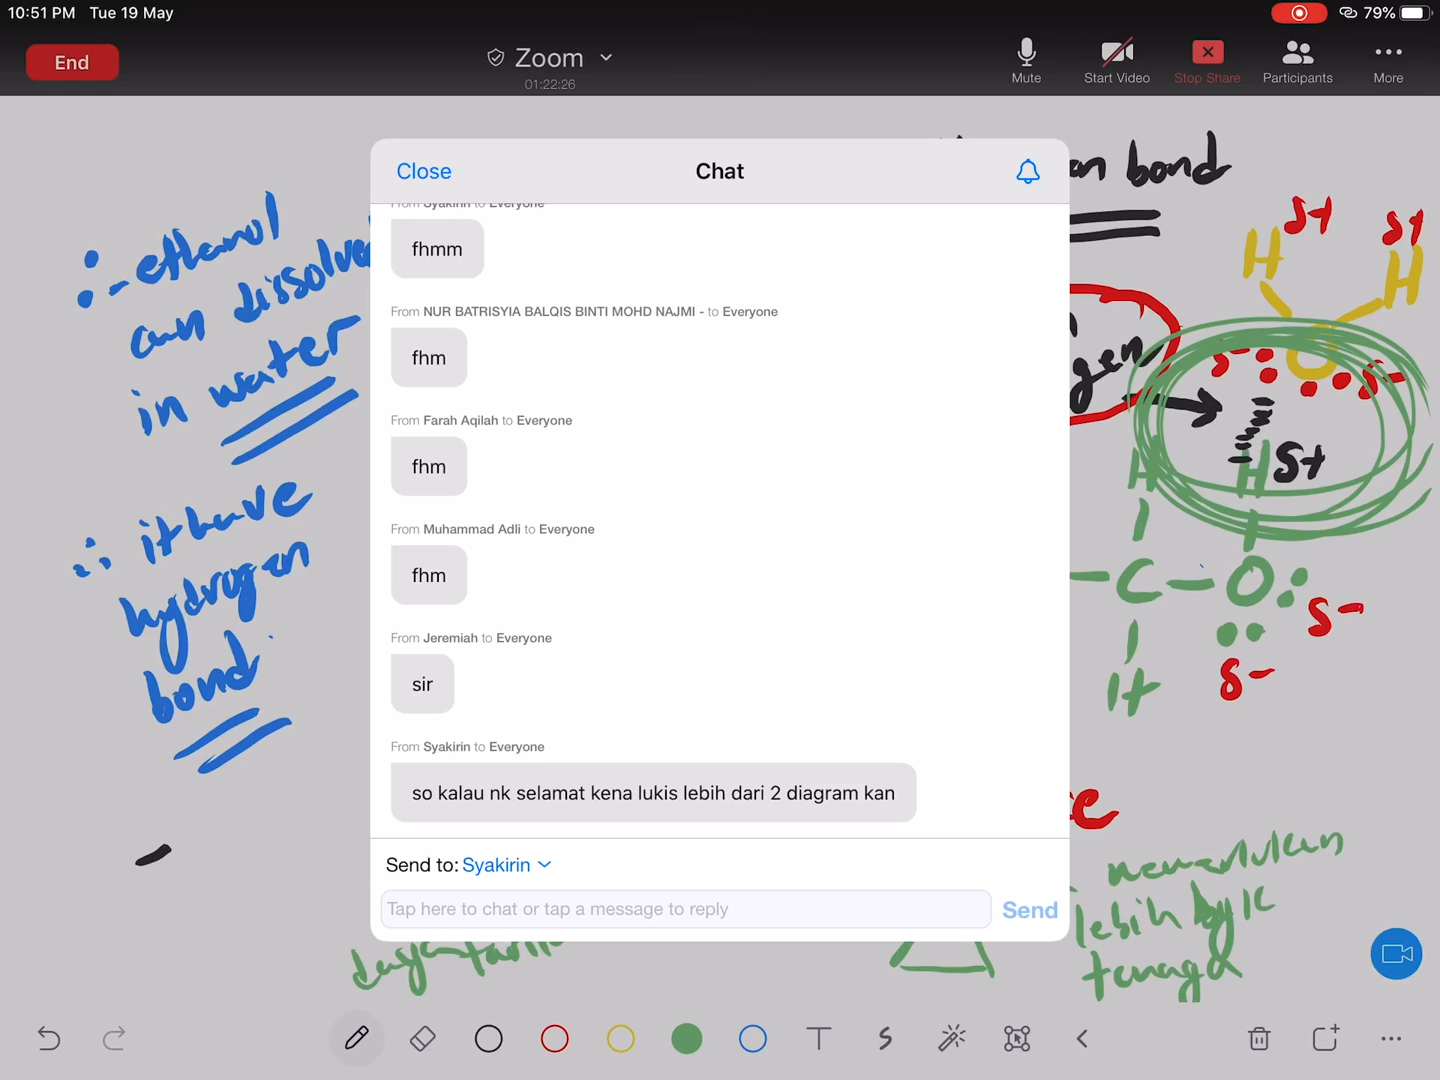 10:51 PM Tue 19 May
79%
End
Zoom
01:22:26
Mute
Start Video
Stop Share
Participants
More
Close
Chat
From Syakirin to Everyone
fhmm
From NUR BATRISYIA BALQIS BINTI MOHD NAJMI - to Everyone
fhm
From Farah Aqilah to Everyone
fhm
From Muhammad Adli to Everyone
fhm
From Jeremiah to Everyone
sir
From Syakirin to Everyone
so kalau nk selamat kena lukis lebih dari 2 diagram kan
Send to: Syakirin
Tap here to chat or tap a message to reply
Send
∴ - ethanol
can dissolve
in water
∴ it have
hydrogen
bond
bond
H δ+
H δ+
O
δ-
δ-
H
H δ+
C - O
δ-
δ-
H
memerlukan
lebih byk
tenaga
T